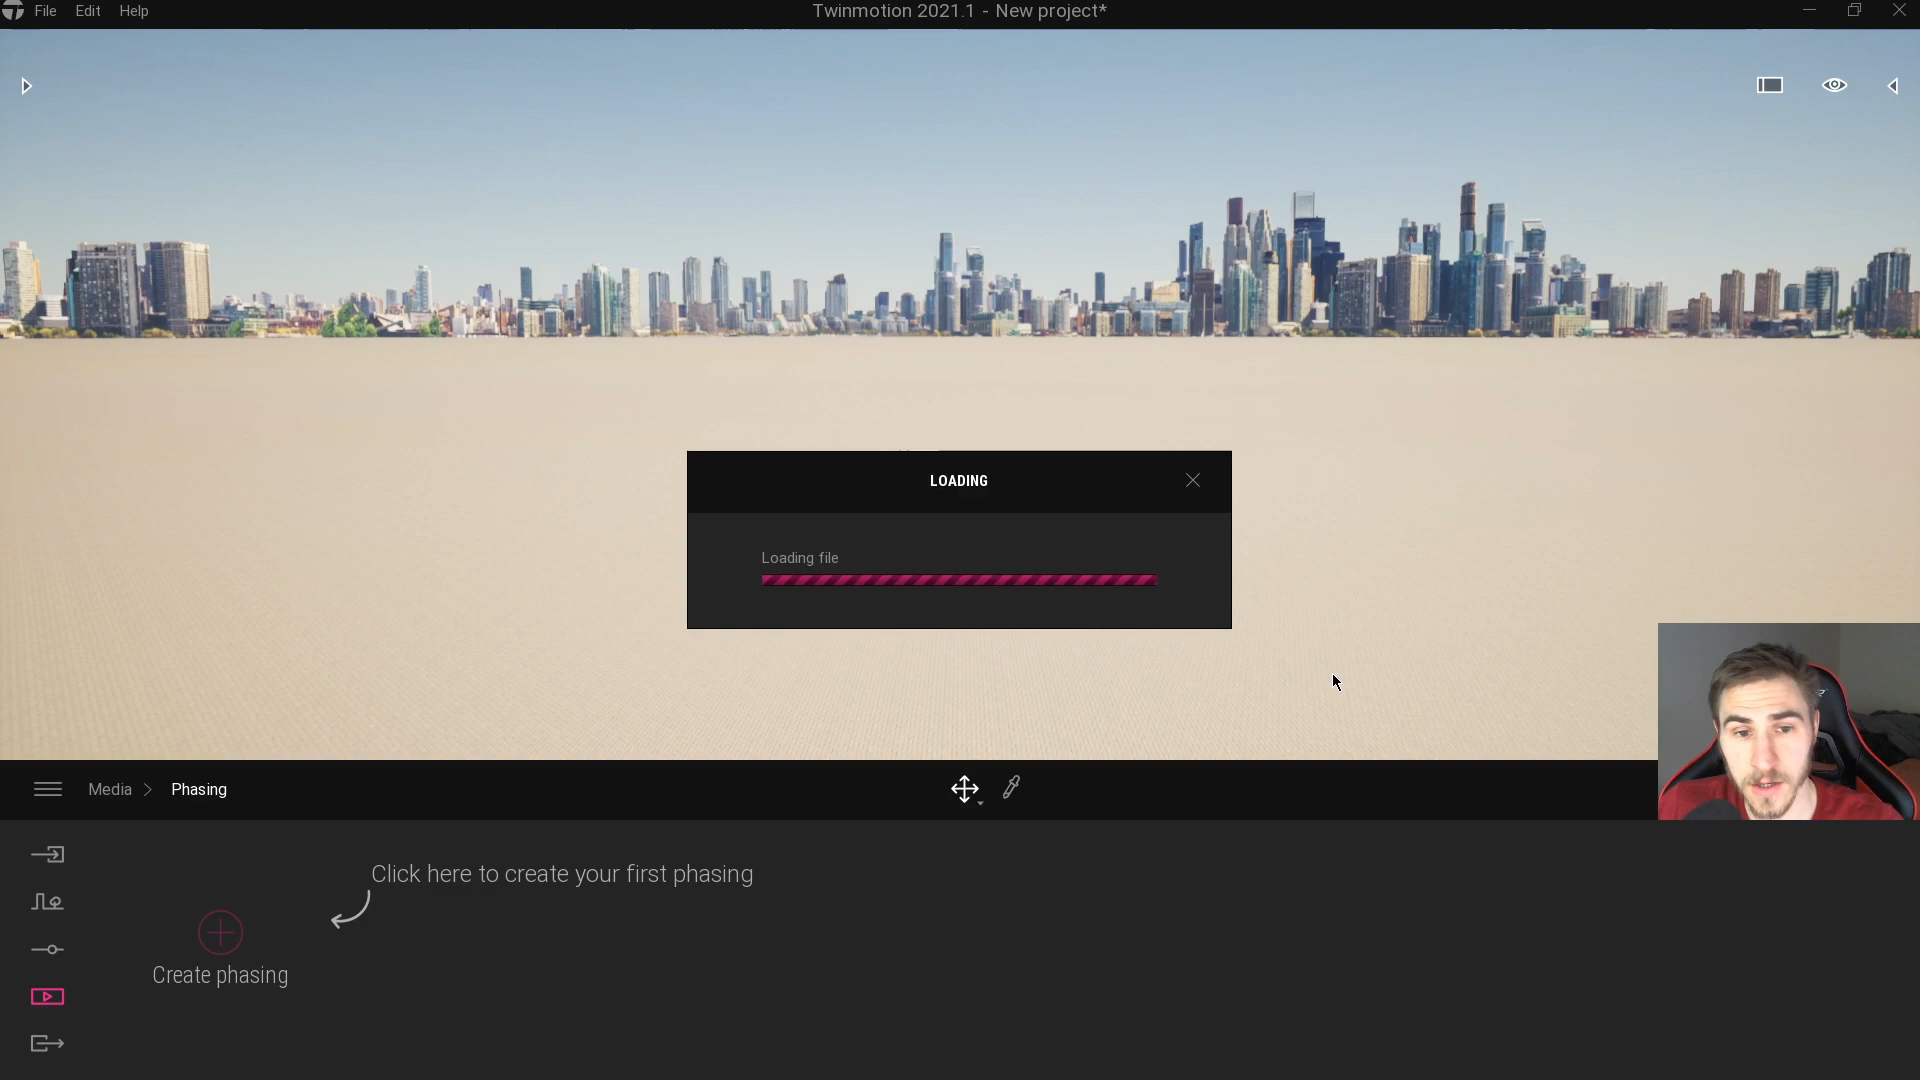 File Edit Help
Twinmotion 2021.1 - New project*
LOADING
Loading file
Media
Phasing
Click here to create your first phasing
Create phasing